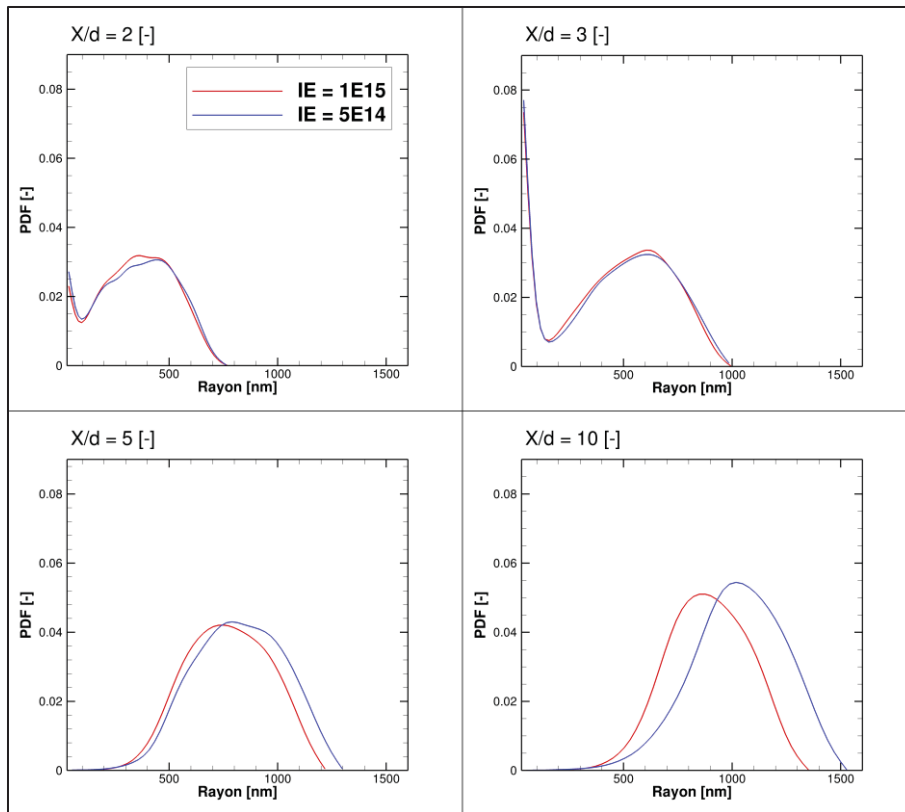 X/d = 2 [-]
PDF [-]
0.08
0.06
0.04
0.02
0
500
1000
1500
Rayon [nm]
IE = 1E15
IE = 5E14
X/d = 3 [-]
PDF [-]
0.08
0.06
0.04
0.02
0
500
1000
1500
Rayon [nm]
X/d = 5 [-]
PDF [-]
0.08
0.06
0.04
0.02
0
500
1000
1500
Rayon [nm]
X/d = 10 [-]
PDF [-]
0.08
0.06
0.04
0.02
0
500
1000
1500
Rayon [nm]